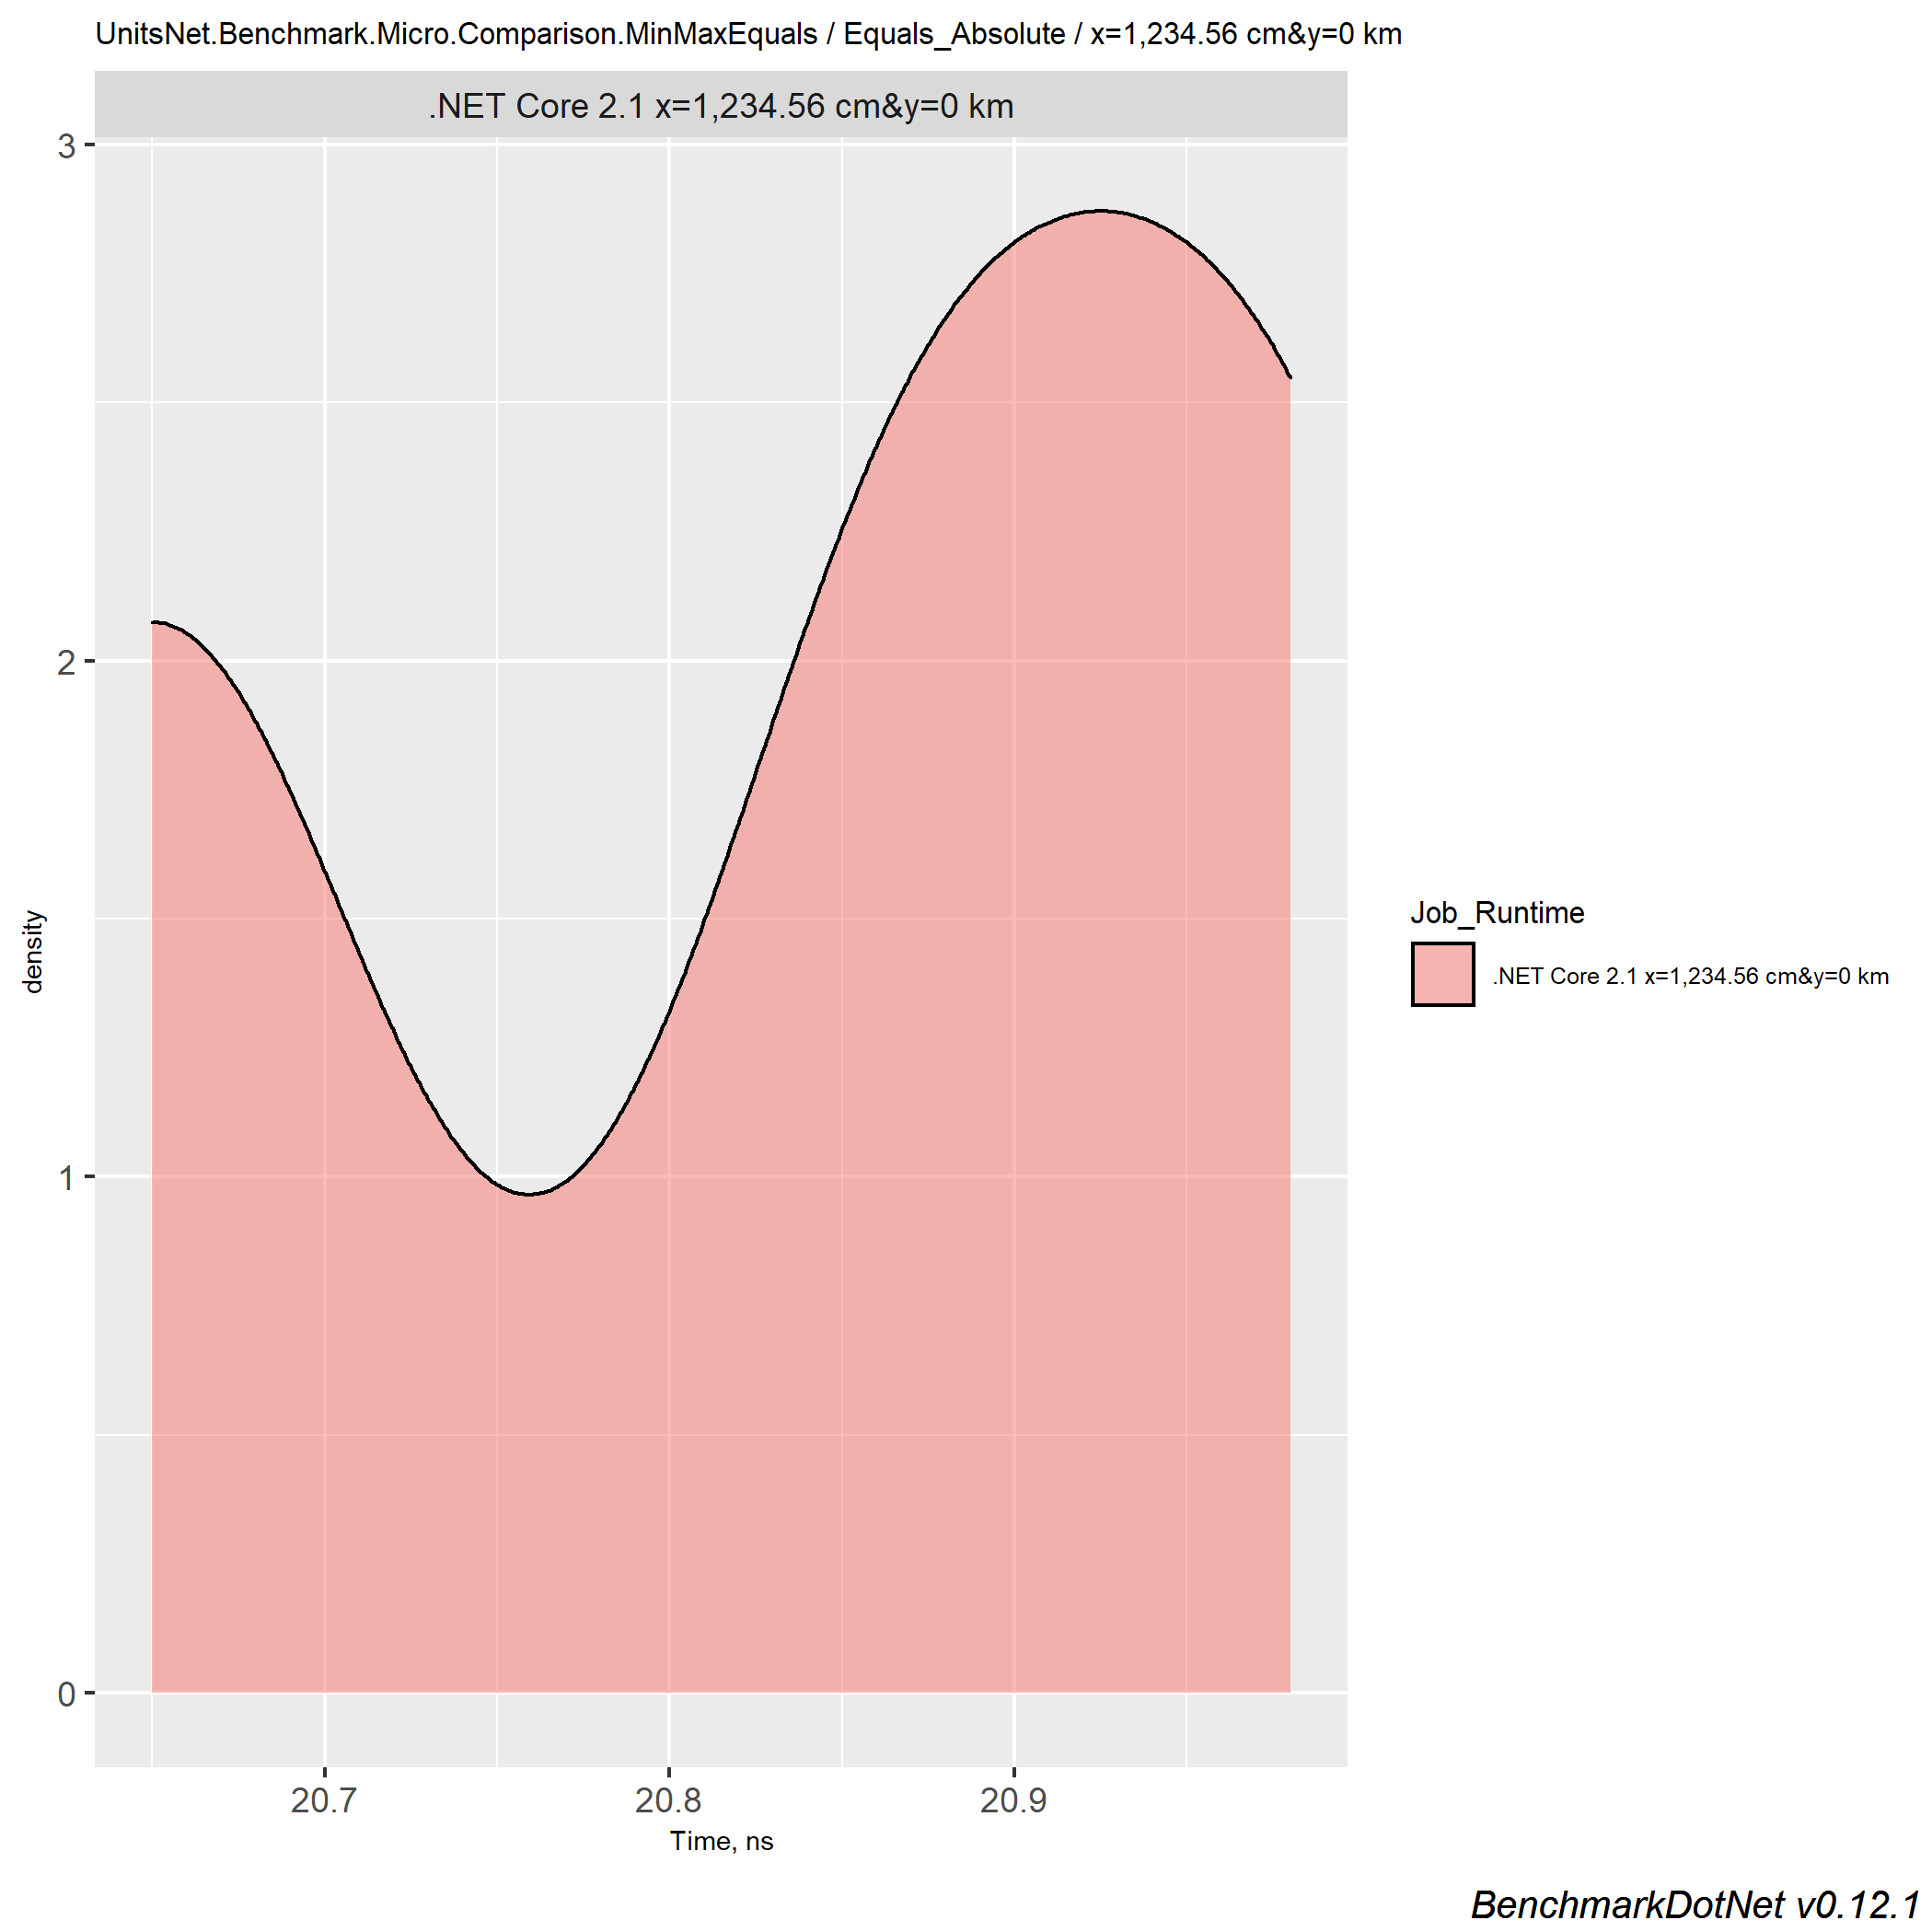 UnitsNet.Benchmark.Micro.Comparison.MinMaxEquals / Equals_Absolute / x=1,234.56 cm&y=0 km
.NET Core 2.1 x=1,234.56 cm&y=0 km
3
2
1
0
density
20.7 20.8 20.9
Time, ns
Job_Runtime
.NET Core 2.1 x=1,234.56 cm&y=0 km
BenchmarkDotNet v0.12.1